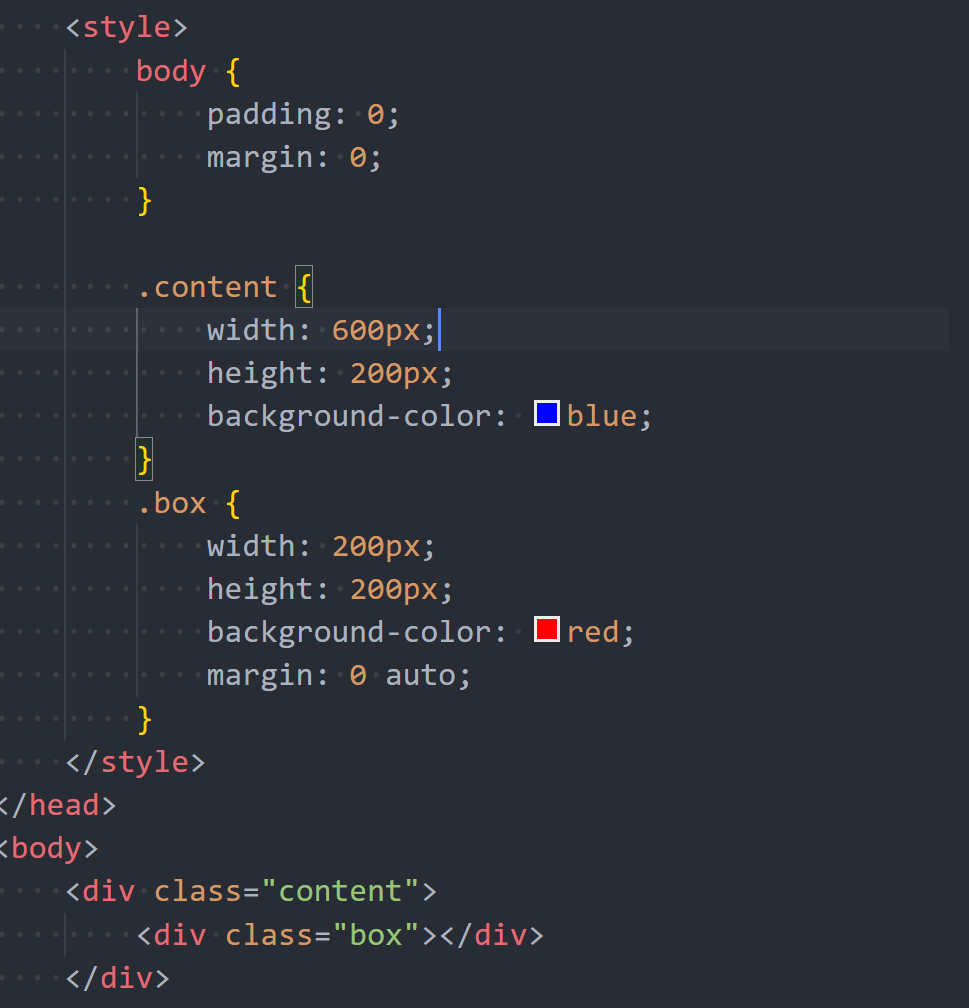 <style>
body {
padding: 0;
margin: 0;
}
.content {
width: 600px;
height: 200px;
background-color: blue;
}
.box {
width: 200px;
height: 200px;
background-color: red;
margin: 0 auto;
}
</style>
</head>
<body>
<div class="content">
<div class="box"></div>
</div>